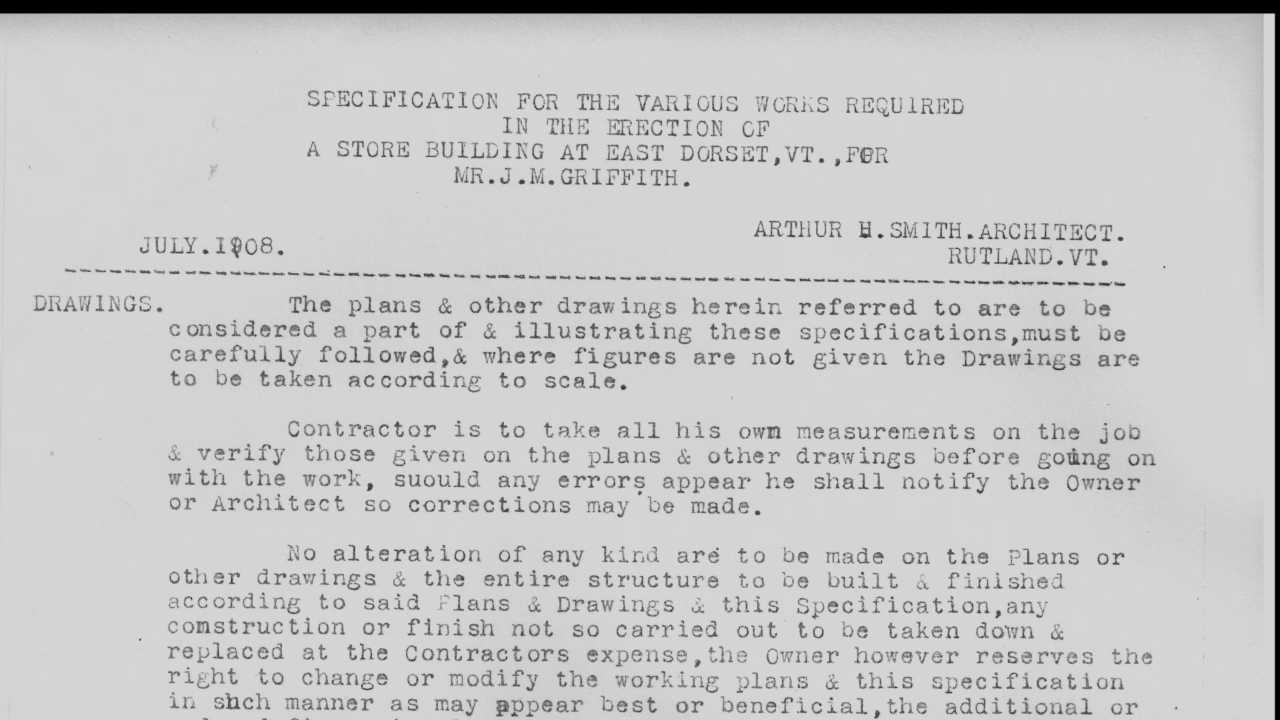 SPECIFICATION FOR THE VARIOUS WORKS REQUIRED
IN THE ERECTION OF
A STORE BUILDING AT EAST DORSET,VT.,FOR
MR.J.M.GRIFFITH.
ARTHUR H.SMITH.ARCHITECT.
JULY.1908.
RUTLAND.VT.
DRAWINGS. The plans & other drawings herein referred to are to be
considered a part of & illustrating these specifications,must be
carefully followed,& where figures are not given the Drawings are
to be taken according to scale.
Contractor is to take all his own measurements on the job
& verify those given on the plans & other drawings before going on
with the work, suould any errors appear he shall notify the Owner
or Architect so corrections may be made.
No alteration of any kind are to be made on the Plans or
other drawings & the entire structure to be built & finished
according to said Plans & Drawings & this Specification,any
comstruction or finish not so carried out to be taken down &
replaced at the Contractors expense,the Owner however reserves the
right to change or modify the working plans & this specification
in such manner as may appear best or beneficial,the additional or